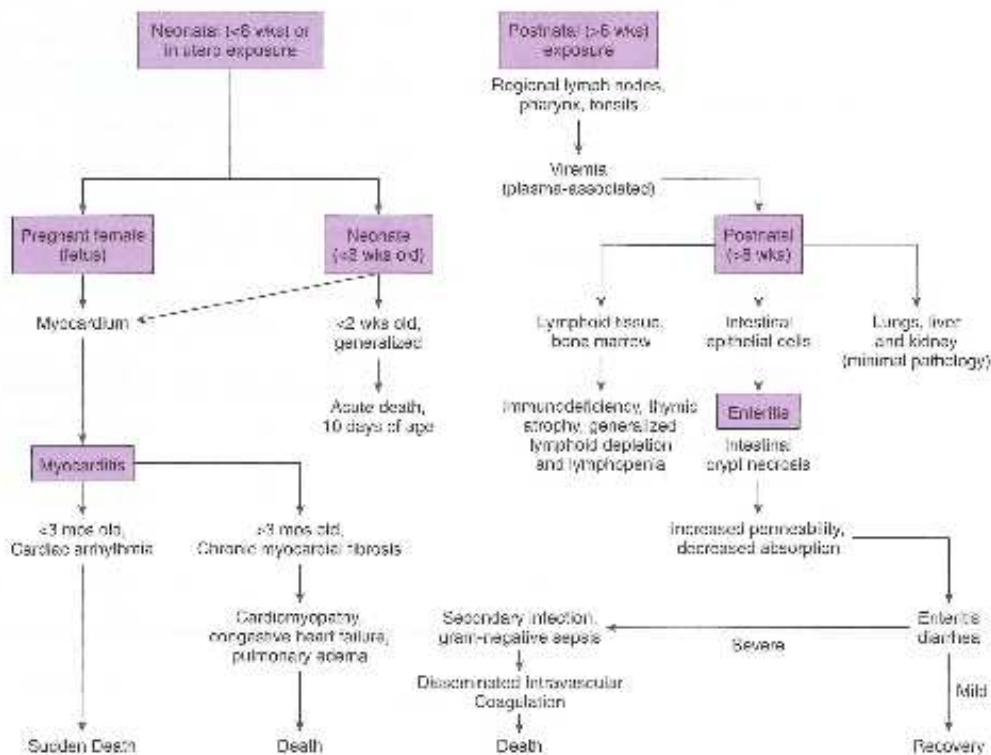 Neonatal (<6 wks) or
in utero exposure
Postnatal (>6 wks)
exposure
Regional lymph nodes,
pharynx, tonsils
Viremia
(plasma-associated)
Pregnant female
(fetus)
Neonate
wks old)
Postnatal
wks)
Myocardium
<2 wks old,
generalized
Lymphoid tissue,
bone marrow
Intestinal
epithelial cells
Lungs, liver
and kidney
(minimal pathology)
Acute death,
10 days of age
Immunodeficiency, thymic
atrophy, generalized
lymphoid depletion
and lymphopenia
Enteritis
Intestinal
crypt necrosis
Myocarditis
<3 mos old,
Cardiac arrhythmia
>3 mos old,
Chronic myocardial fibrosis
Increased permeability,
decreased absorption
Cardiomyopathy
congestive heart failure,
pulmonary edema
Secondary infection,
gram-negative sepsis
Severe
Enteritis
diarrhea
Disseminated Intravascular
Coagulation
Mild
Sudden Death
Death
Death
Recovery